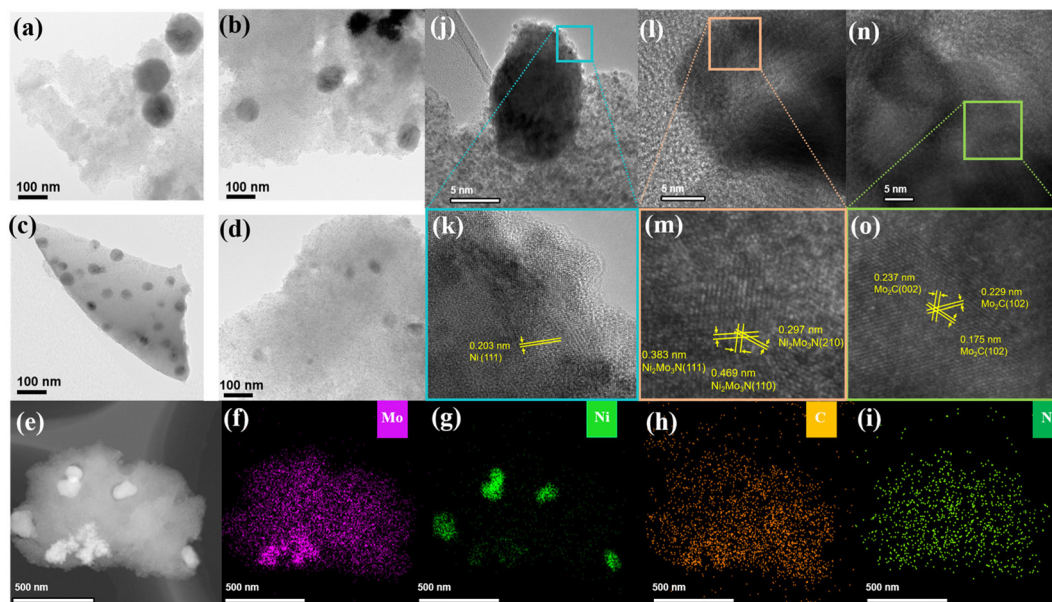 (a)
100 nm
(b)
100 nm
(c)
100 nm
(d)
100 nm
(j)
5 nm
(l)
5 nm
(n)
5 nm
(k)
0.203 nm
Ni (111)
(m)
0.297 nm
Ni₂Mo₃N(210)
0.383 nm
Ni₂Mo₃N(111)
0.469 nm
Ni₂Mo₃N(110)
(o)
0.237 nm
Mo₂C(002)
0.229 nm
Mo₂C(102)
0.175 nm
Mo₂C(102)
(e)
500 nm
(f)
Mo
500 nm
(g)
Ni
500 nm
(h)
C
500 nm
(i)
N
500 nm